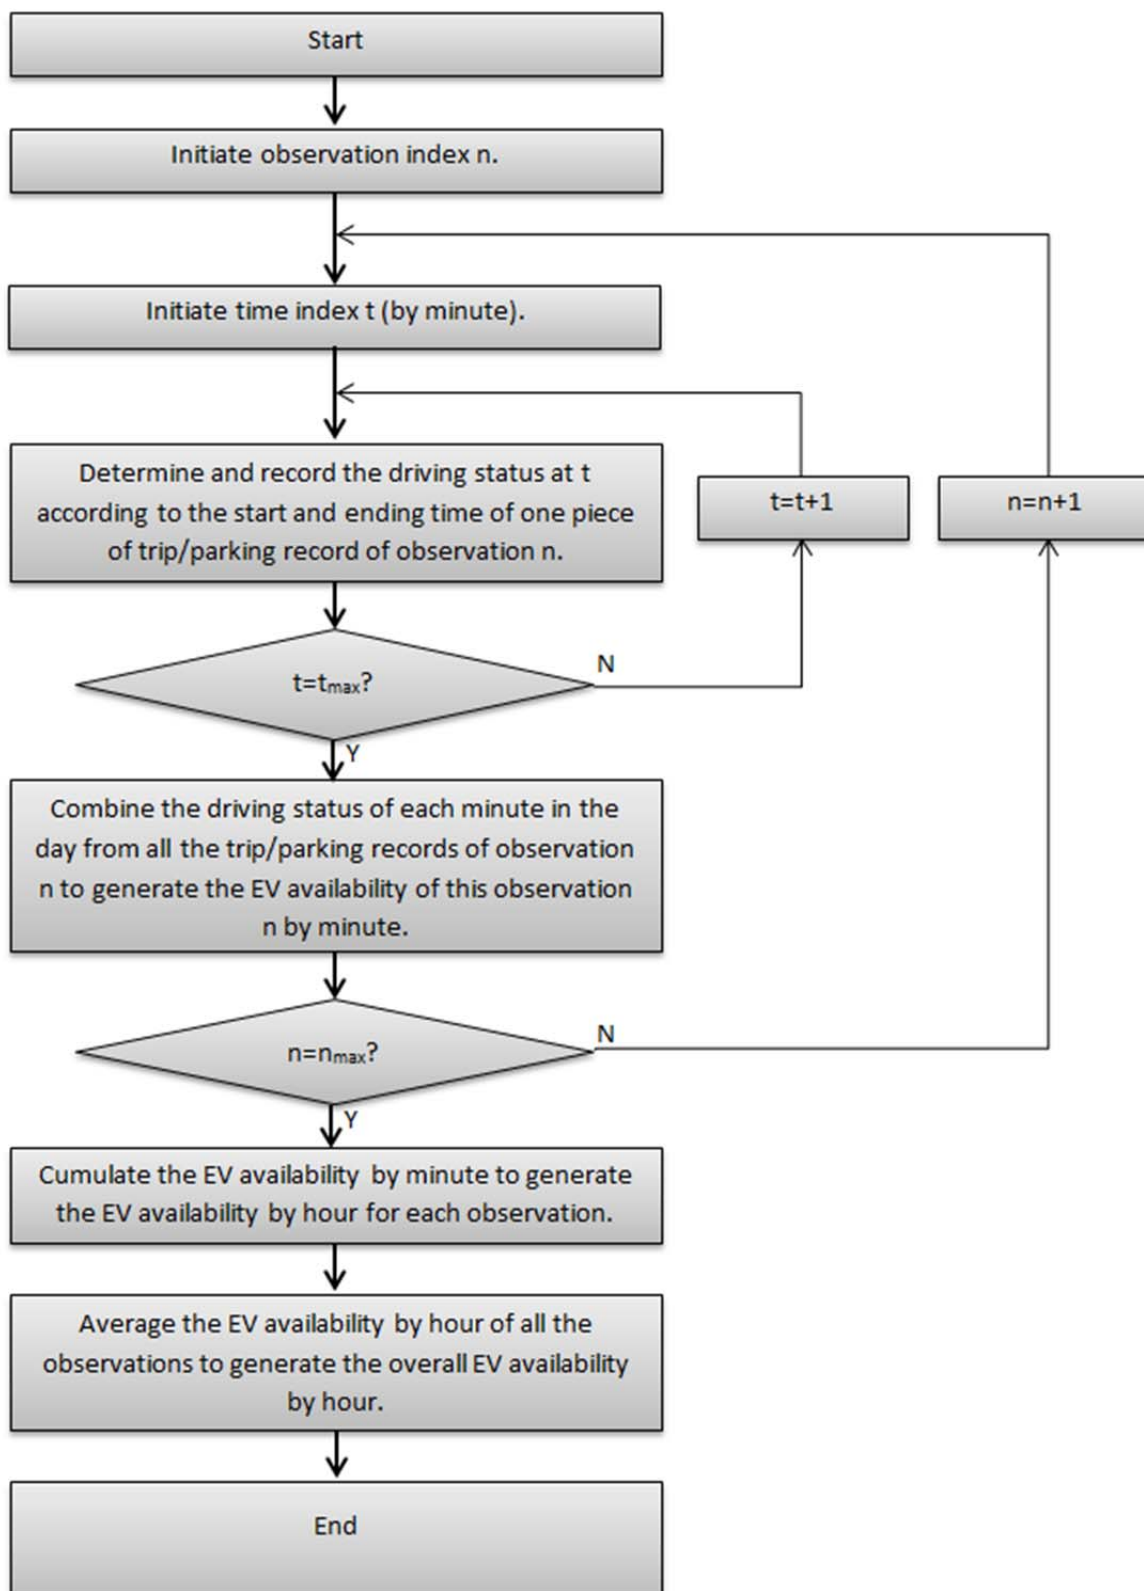 Start
Initiate observation index n.
Initiate time index t (by minute).
Determine and record the driving status at t
according to the start and ending time of one piece
of trip/parking record of observation n.
t=t+1
n=n+1
t=tmax?
N
Y
Combine the driving status of each minute in the
day from all the trip/parking records of observation
n to generate the EV availability of this observation
n by minute.
n=nmax?
N
Y
Cumulate the EV availability by minute to generate
the EV availability by hour for each observation.
Average the EV availability by hour of all the
observations to generate the overall EV availability
by hour.
End